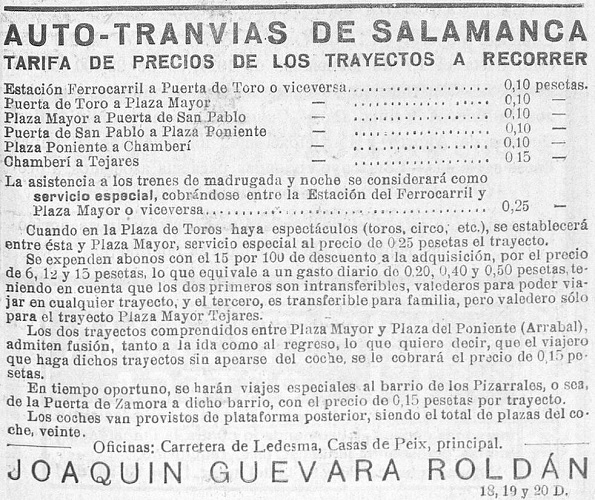 AUTO-TRANVIAS DE SALAMANCA
TARIFA DE PRECIOS DE LOS TRAYECTOS A RECORRER
Estación Ferrocarril a Puerta de Toro o viceversa.................... 0,10 pesetas.
Puerta de Toro a Plaza Mayor — .................... 0,10 —
Plaza Mayor a Puerta de San Pablo — .................... 0,10 —
Puerta de San Pablo a Plaza Poniente — .................... 0,10 —
Plaza Poniente a Chamberí — .................... 0,10 —
Chamberí a Tejares — .................... 0 15 —
La asistencia a los trenes de madrugada y noche se considerará como
servicio especial, cobrándose entre la Estación del Ferrocarril y
Plaza Mayor o viceversa.................... 0,25 —
Cuando en la Plaza de Toros haya espectáculos (toros, circo, etc.), se establecerá
entre ésta y Plaza Mayor, servicio especial al precio de 0 25 pesetas el trayecto.
Se expenden abonos con el 15 por 100 de descuento a la adquisición, por el precio
de 6, 12 y 15 pesetas, lo que equivale a un gasto diario de 0,20, 0,40 y 0,50 pesetas, te-
niendo en cuenta que los dos primeros son intransferibles, valederos para poder via-
jar en cualquier trayecto, y el tercero, es transferible para familia, pero valedero sólo
para el trayecto Plaza Mayor Tejares.
Los dos trayectos comprendidos entre Plaza Mayor y Plaza del Poniente (Arrabal),
admiten fusión, tanto a la ida como al regreso, lo que quiere decir, que el viajero
que haga dichos trayectos sin apearse del coche, se le cobrará el precio de 0,15 pe-
setas.
En tiempo oportuno, se harán viajes especiales al barrio de los Pizarrales, o sea,
de la Puerta de Zamora a dicho barrio, con el precio de 0,15 pesetas por trayecto.
Los coches van provistos de plataforma posterior, siendo el total de plazas del co-
che, veinte.
Oficinas: Carretera de Ledesma, Casas de Peix, principal.
JOAQUIN GUEVARA ROLDÁN
18, 19 y 20 D.